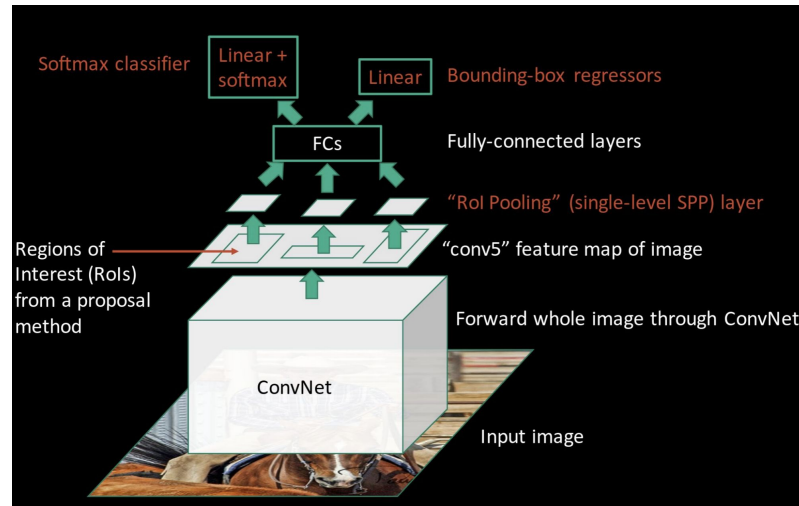 Softmax classifier
Linear +
softmax
Linear
Bounding-box regressors
FCs
Fully-connected layers
“RoI Pooling” (single-level SPP) layer
Regions of
Interest (RoIs)
from a proposal
method
“conv5” feature map of image
Forward whole image through ConvNet
ConvNet
Input image